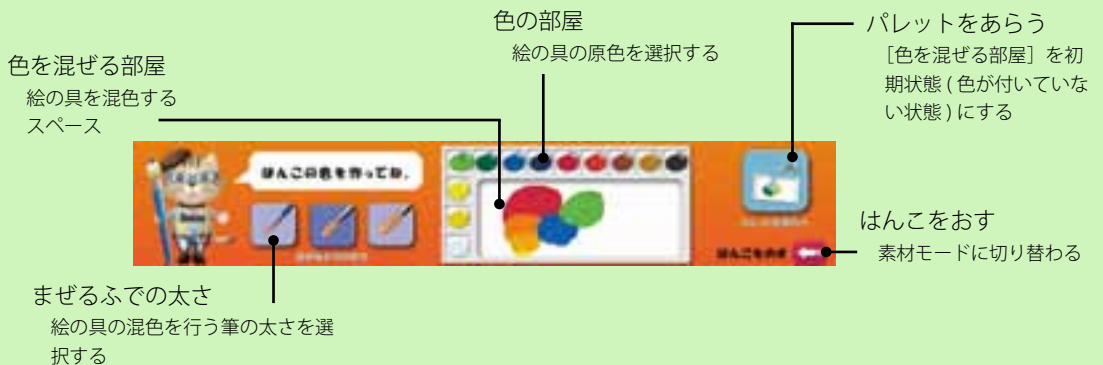 色の部屋
絵の具の原色を選択する
パレットをあらう
［色を混ぜる部屋］を初
期状態 ( 色が付いていな
い状態 ) にする
色を混ぜる部屋
絵の具を混色する
スペース
はんこの色を作ってね。
はんこをおす
はんこをおす
素材モードに切り替わる
まぜるふでの太さ
絵の具の混色を行う筆の太さを選
択する